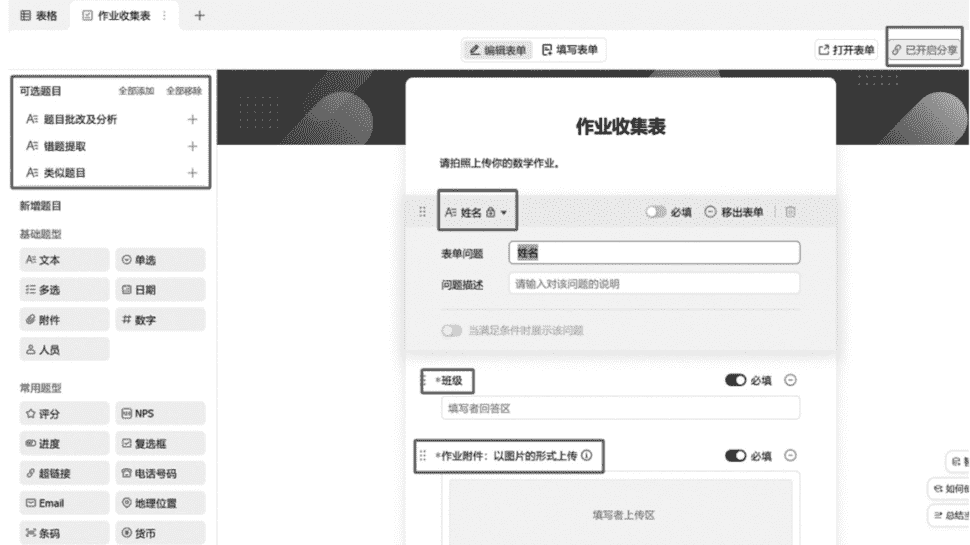 表格 作业收集表
编辑表单 填写表单 打开表单 已开启分享
可选题目 全部添加 全部移除
题目批改及分析
错题提取
类似题目
新增题目
基础题型
文本 单选
多选 日期
附件 数字
人员
常用题型
评分 NPS
进度 复选框
超链接 电话号码
Email 地理位置
条码 货币
作业收集表
请拍照上传你的数学作业。
姓名 必填 移出表单
表单问题 姓名
问题描述 请输入对该问题的说明
当满足条件时展示该问题
*班级 必填
填写者回答区
*作业附件：以图片的形式上传 必填
填写者上传区
如何
总结